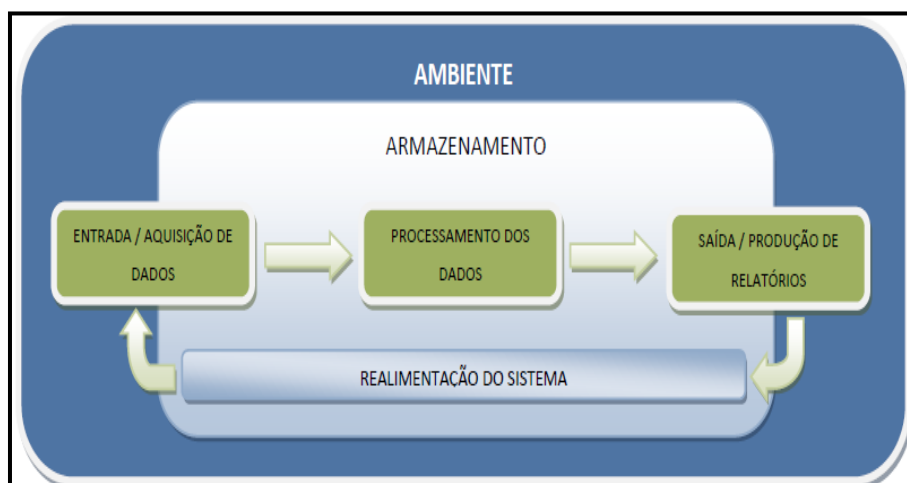 AMBIENTE
ARMAZENAMENTO
ENTRADA / AQUISIÇÃO DE
DADOS
PROCESSAMENTO DOS
DADOS
SAÍDA / PRODUÇÃO DE
RELATÓRIOS
REALIMENTAÇÃO DO SISTEMA